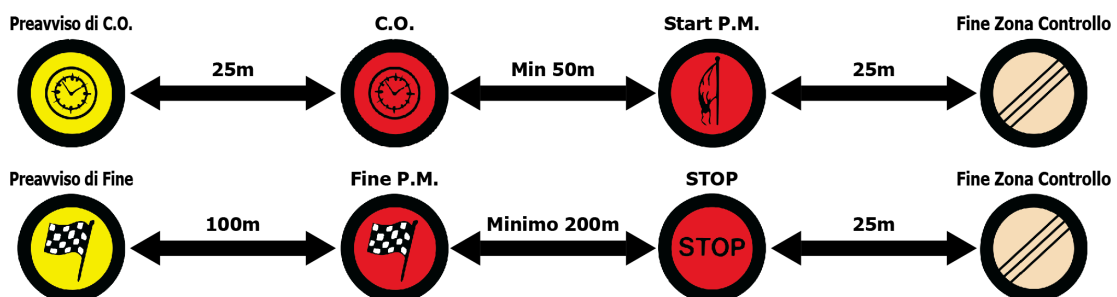 Preavviso di C.O.
C.O.
Start P.M.
Fine Zona Controllo
25m
Min 50m
25m
Preavviso di Fine
Fine P.M.
STOP
Fine Zona Controllo
100m
Minimo 200m
25m
STOP